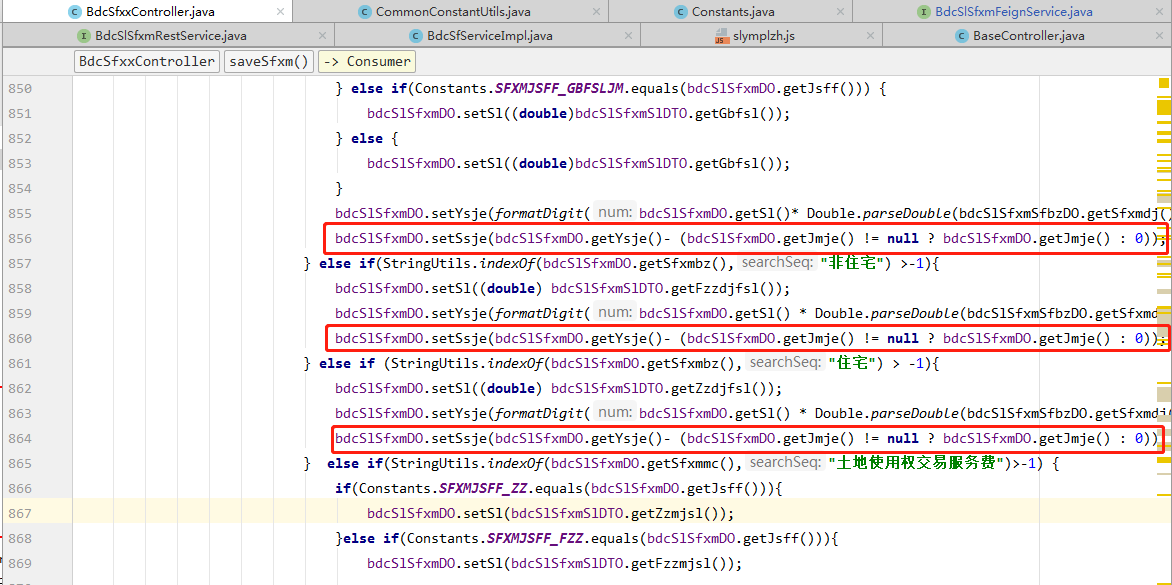 BdcSfxxController.java CommonConstantUtils.java Constants.java BdcSlSfxmFeignService.java
BdcSlSfxmRestService.java BdcSfServiceImpl.java slymplzh.js BaseController.java
BdcSfxxController saveSfxm() -> Consumer
850 } else if(Constants.SFXMJSFF_GBFSLJM.equals(bdcSlSfxmDO.getJsff())) {
851 bdcSlSfxmDO.setSl((double)bdcSlSfxmSlDTO.getGbfsl());
852 } else {
853 bdcSlSfxmDO.setSl((double)bdcSlSfxmSlDTO.getGbfsl());
854 }
855 bdcSlSfxmDO.setYsje(formatDigit( num: bdcSlSfxmDO.getSl()* Double.parseDouble(bdcSlSfxmSfbzDO.getSfxmdj()
856 bdcSlSfxmDO.setSsje(bdcSlSfxmDO.getYsje()- (bdcSlSfxmDO.getJmje() != null ? bdcSlSfxmDO.getJmje() : 0));
857 } else if(StringUtils.indexOf(bdcSlSfxmDO.getSfxmbz(), searchSeq: "非住宅") >-1){
858 bdcSlSfxmDO.setSl((double) bdcSlSfxmSlDTO.getFzzdjfsl());
859 bdcSlSfxmDO.setYsje(formatDigit( num: bdcSlSfxmDO.getSl() * Double.parseDouble(bdcSlSfxmSfbzDO.getSfxmd
860 bdcSlSfxmDO.setSsje(bdcSlSfxmDO.getYsje()- (bdcSlSfxmDO.getJmje() != null ? bdcSlSfxmDO.getJmje() : 0));
861 } else if (StringUtils.indexOf(bdcSlSfxmDO.getSfxmbz(), searchSeq: "住宅") > -1){
862 bdcSlSfxmDO.setSl((double) bdcSlSfxmSlDTO.getZzdjfsl());
863 bdcSlSfxmDO.setYsje(formatDigit( num: bdcSlSfxmDO.getSl() * Double.parseDouble(bdcSlSfxmSfbzDO.getSfxmdj(
864 bdcSlSfxmDO.setSsje(bdcSlSfxmDO.getYsje()- (bdcSlSfxmDO.getJmje() != null ? bdcSlSfxmDO.getJmje() : 0))
865 } else if(StringUtils.indexOf(bdcSlSfxmDO.getSfxmmc(), searchSeq: "土地使用权交易服务费")>-1) {
866 if(Constants.SFXMJSFF_ZZ.equals(bdcSlSfxmDO.getJsff())){
867 bdcSlSfxmDO.setSl(bdcSlSfxmSlDTO.getZzmjsl());
868 }else if(Constants.SFXMJSFF_FZZ.equals(bdcSlSfxmDO.getJsff())){
869 bdcSlSfxmDO.setSl(bdcSlSfxmSlDTO.getFzzmjsl());